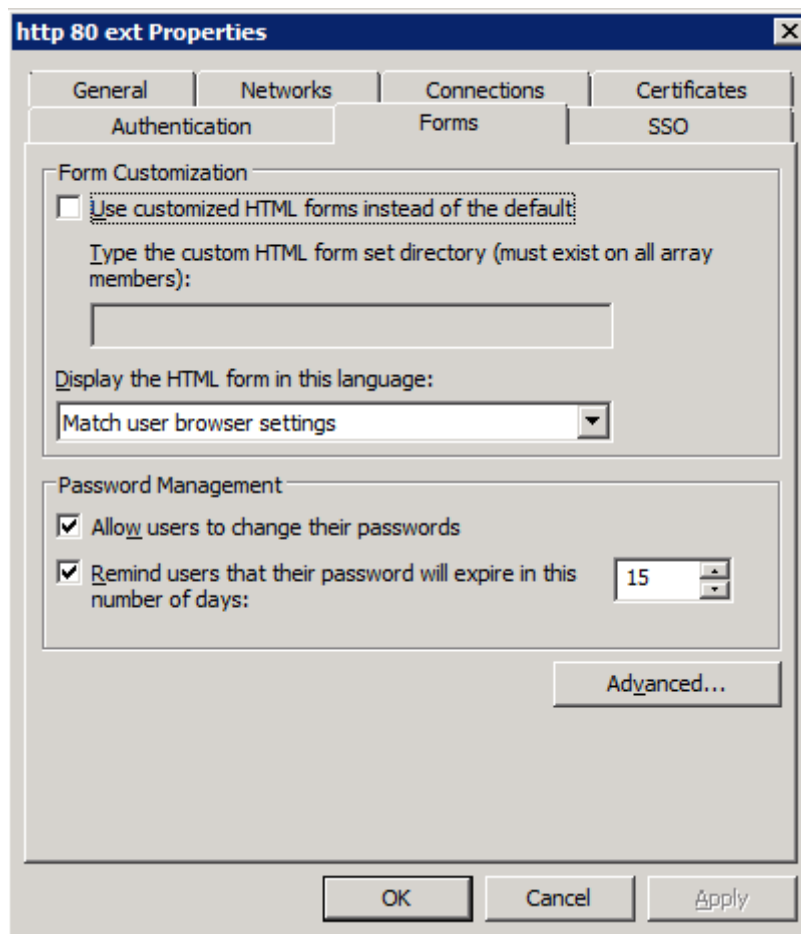 http 80 ext Properties
General Networks Connections Certificates
Authentication Forms SSO
Form Customization
Use customized HTML forms instead of the default
Type the custom HTML form set directory (must exist on all array
members):
Display the HTML form in this language:
Match user browser settings
Password Management
Allow users to change their passwords
Remind users that their password will expire in this 15
number of days:
Advanced...
OK Cancel Apply